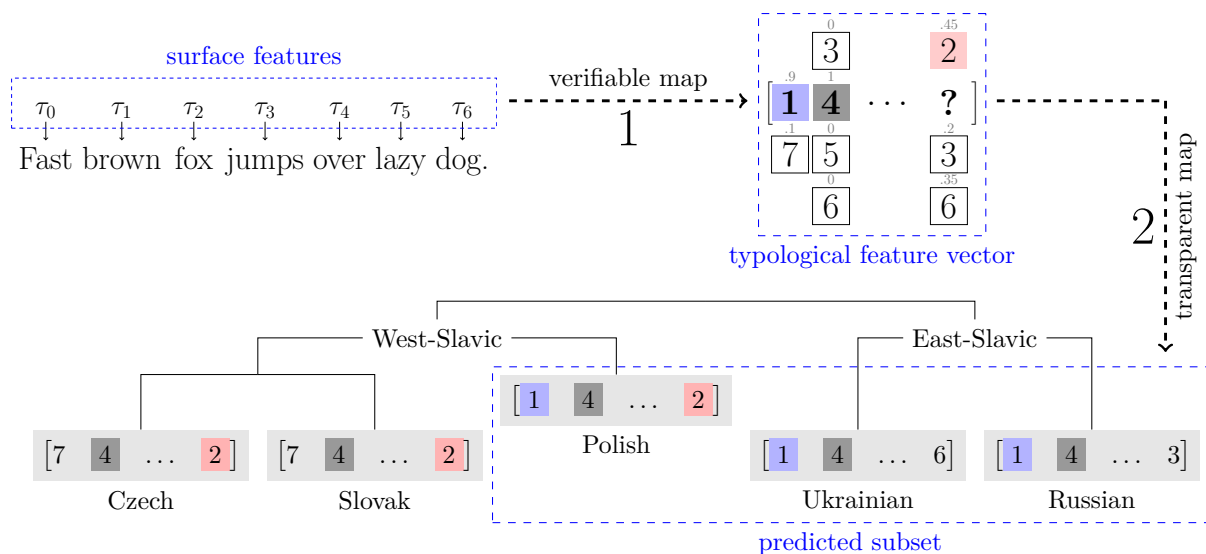 surface features
τ0 τ1 τ2 τ3 τ4 τ5 τ6
Fast brown fox jumps over lazy dog.
verifiable map
1
0 .45
3 2
.9 1
[1 4 ··· ?]
.1 0 .2
7 5 3
0 .35
6 6
typological feature vector
2
transparent map
West-Slavic East-Slavic
[1 4 ... 2]
Polish
[7 4 ... 2] [7 4 ... 2] [1 4 ... 6] [1 4 ... 3]
Czech Slovak Ukrainian Russian
predicted subset